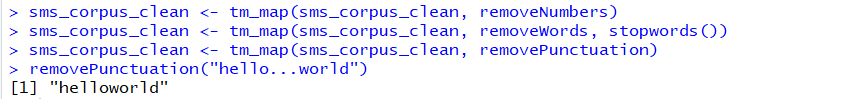 > sms_corpus_clean <- tm_map(sms_corpus_clean, removeNumbers)
> sms_corpus_clean <- tm_map(sms_corpus_clean, removeWords, stopwords())
> sms_corpus_clean <- tm_map(sms_corpus_clean, removePunctuation)
> removePunctuation("hello...world")
[1] "helloworld"